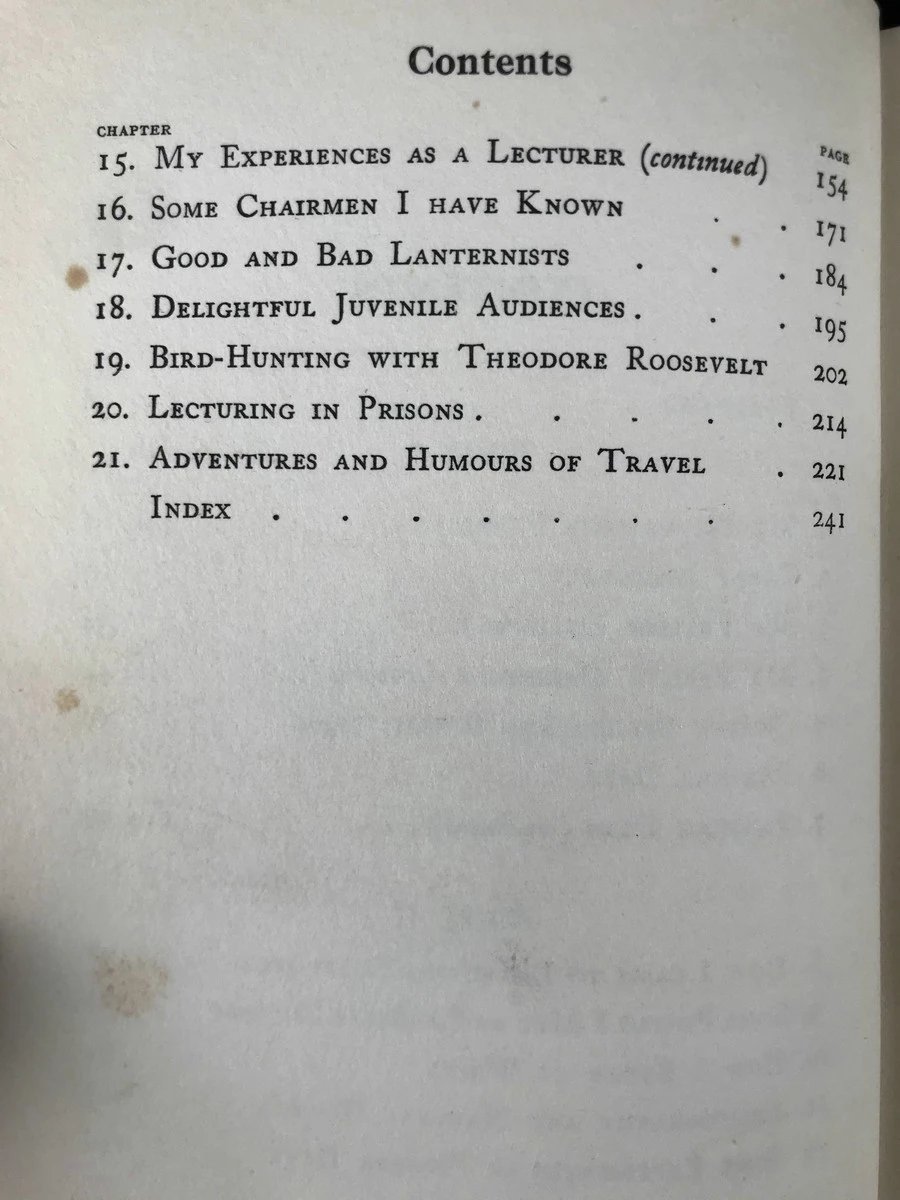 Contents
CHAPTER PAGE
15. MY EXPERIENCES AS A LECTURER (continued) 154
16. SOME CHAIRMEN I HAVE KNOWN . . 171
17. GOOD AND BAD LANTERNISTS . . . 184
18. DELIGHTFUL JUVENILE AUDIENCES . . . 195
19. BIRD-HUNTING WITH THEODORE ROOSEVELT 202
20. LECTURING IN PRISONS . . . . . 214
21. ADVENTURES AND HUMOURS OF TRAVEL . 221
INDEX . . . . . . . 241